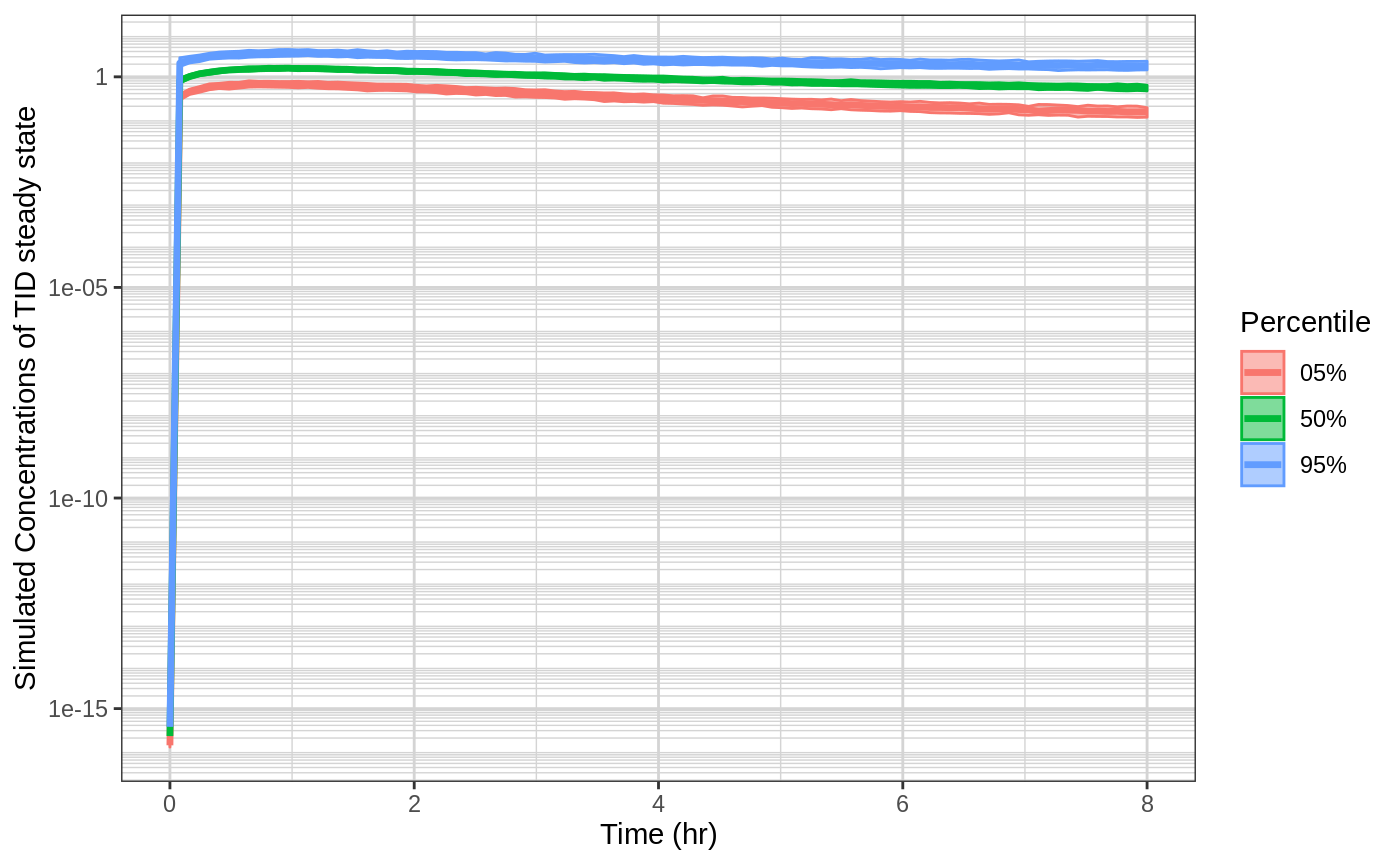 Simulated Concentrations of TID steady state
1
1e-05
1e-10
1e-15
0
2
4
6
8
Time (hr)
Percentile
05%
50%
95%